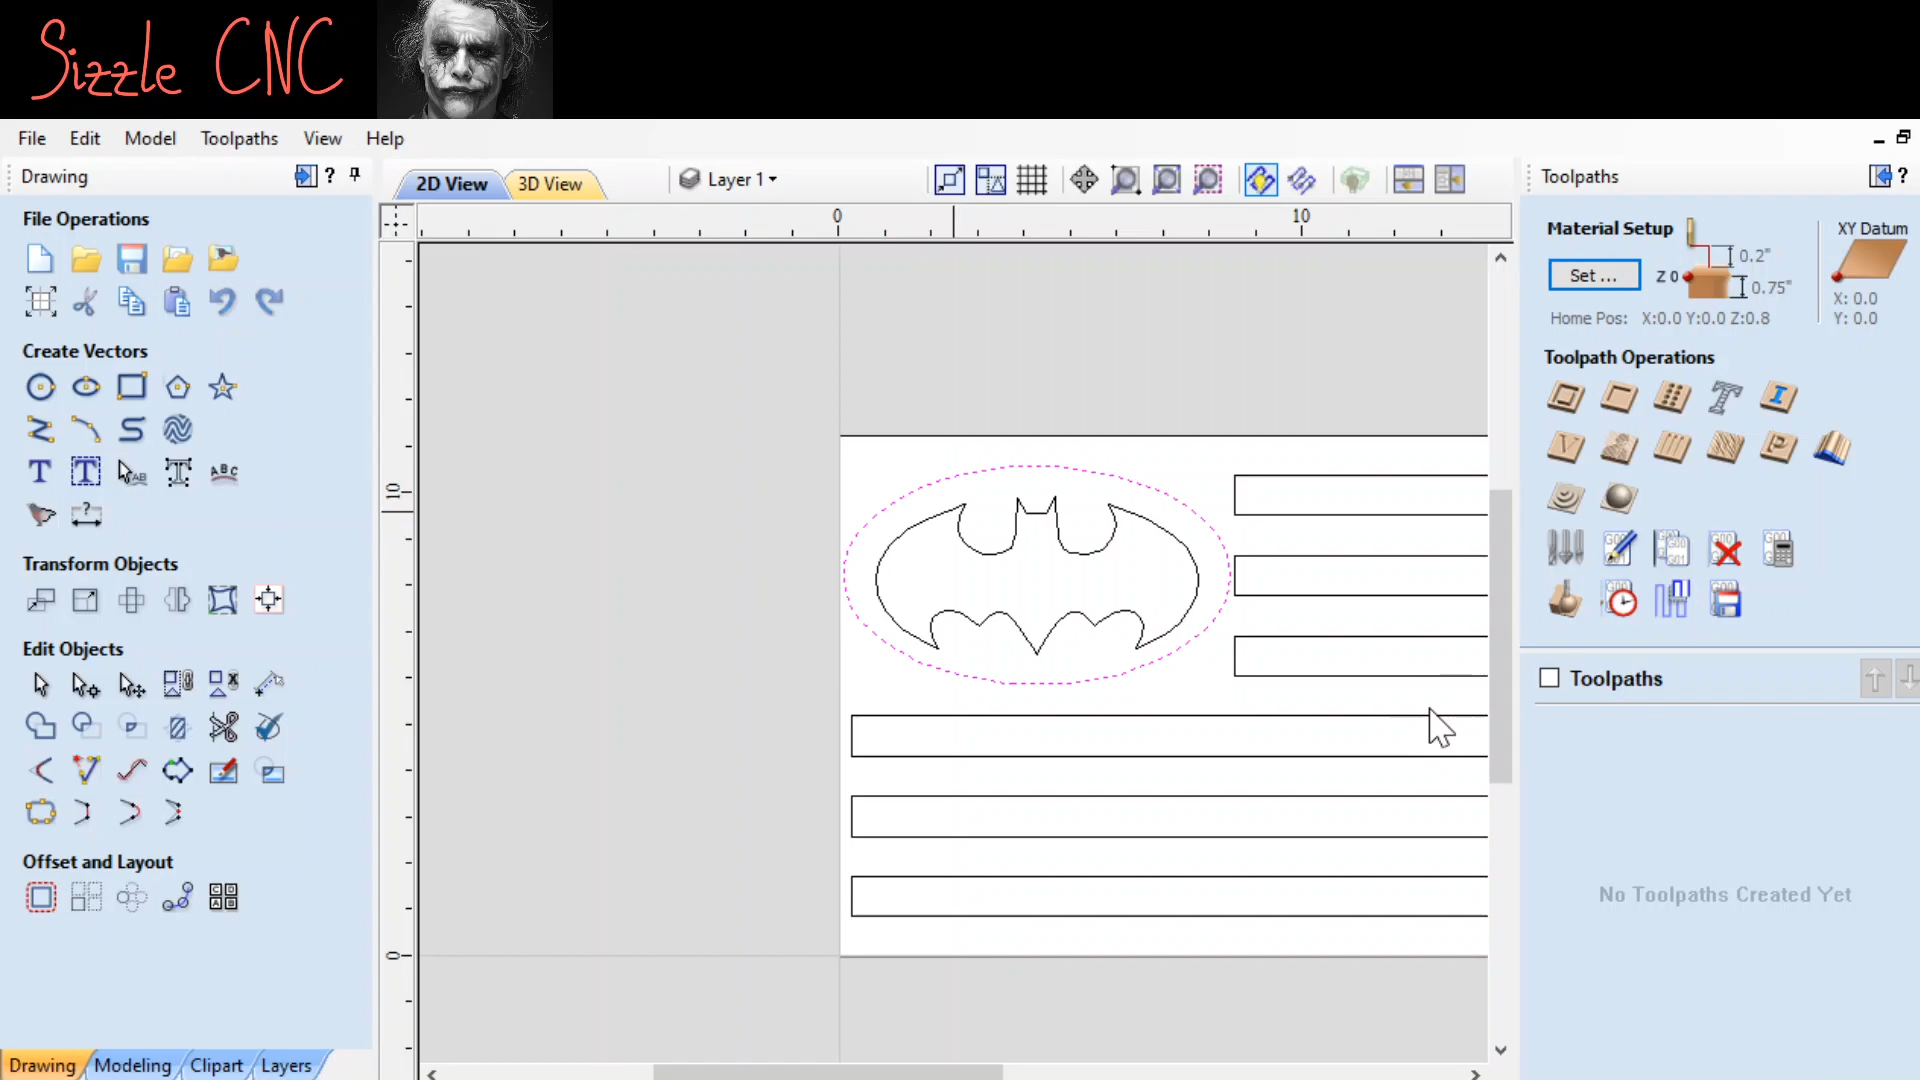 Sizzle CNC
File Edit Model Toolpaths View Help
Drawing ?
2D View 3D View Layer 1
Toolpaths ?
File Operations
0 10
Material Setup 0.2"
Set ... Z 0 0.75"
Home Pos: X:0.0 Y:0.0 Z:0.8
XY Datum
X: 0.0
Y: 0.0
Create Vectors
Toolpath Operations
T T T ABC
AB
?
10
Transform Objects
Edit Objects
Toolpaths
Offset and Layout
C D
A B
No Toolpaths Created Yet
0
Drawing Modeling Clipart Layers